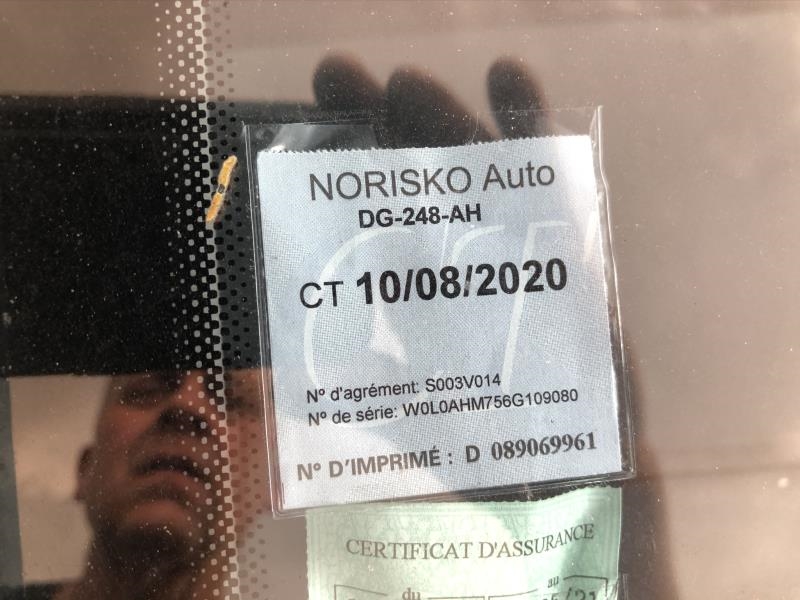 NORISKO Auto
DG-248-AH
CT 10/08/2020
N° d'agrément: S003V014
N° de série: W0L0AHM756G109080
N° D'IMPRIMÉ : D 089069961
CERTIFICAT D'ASSURANCE
du au